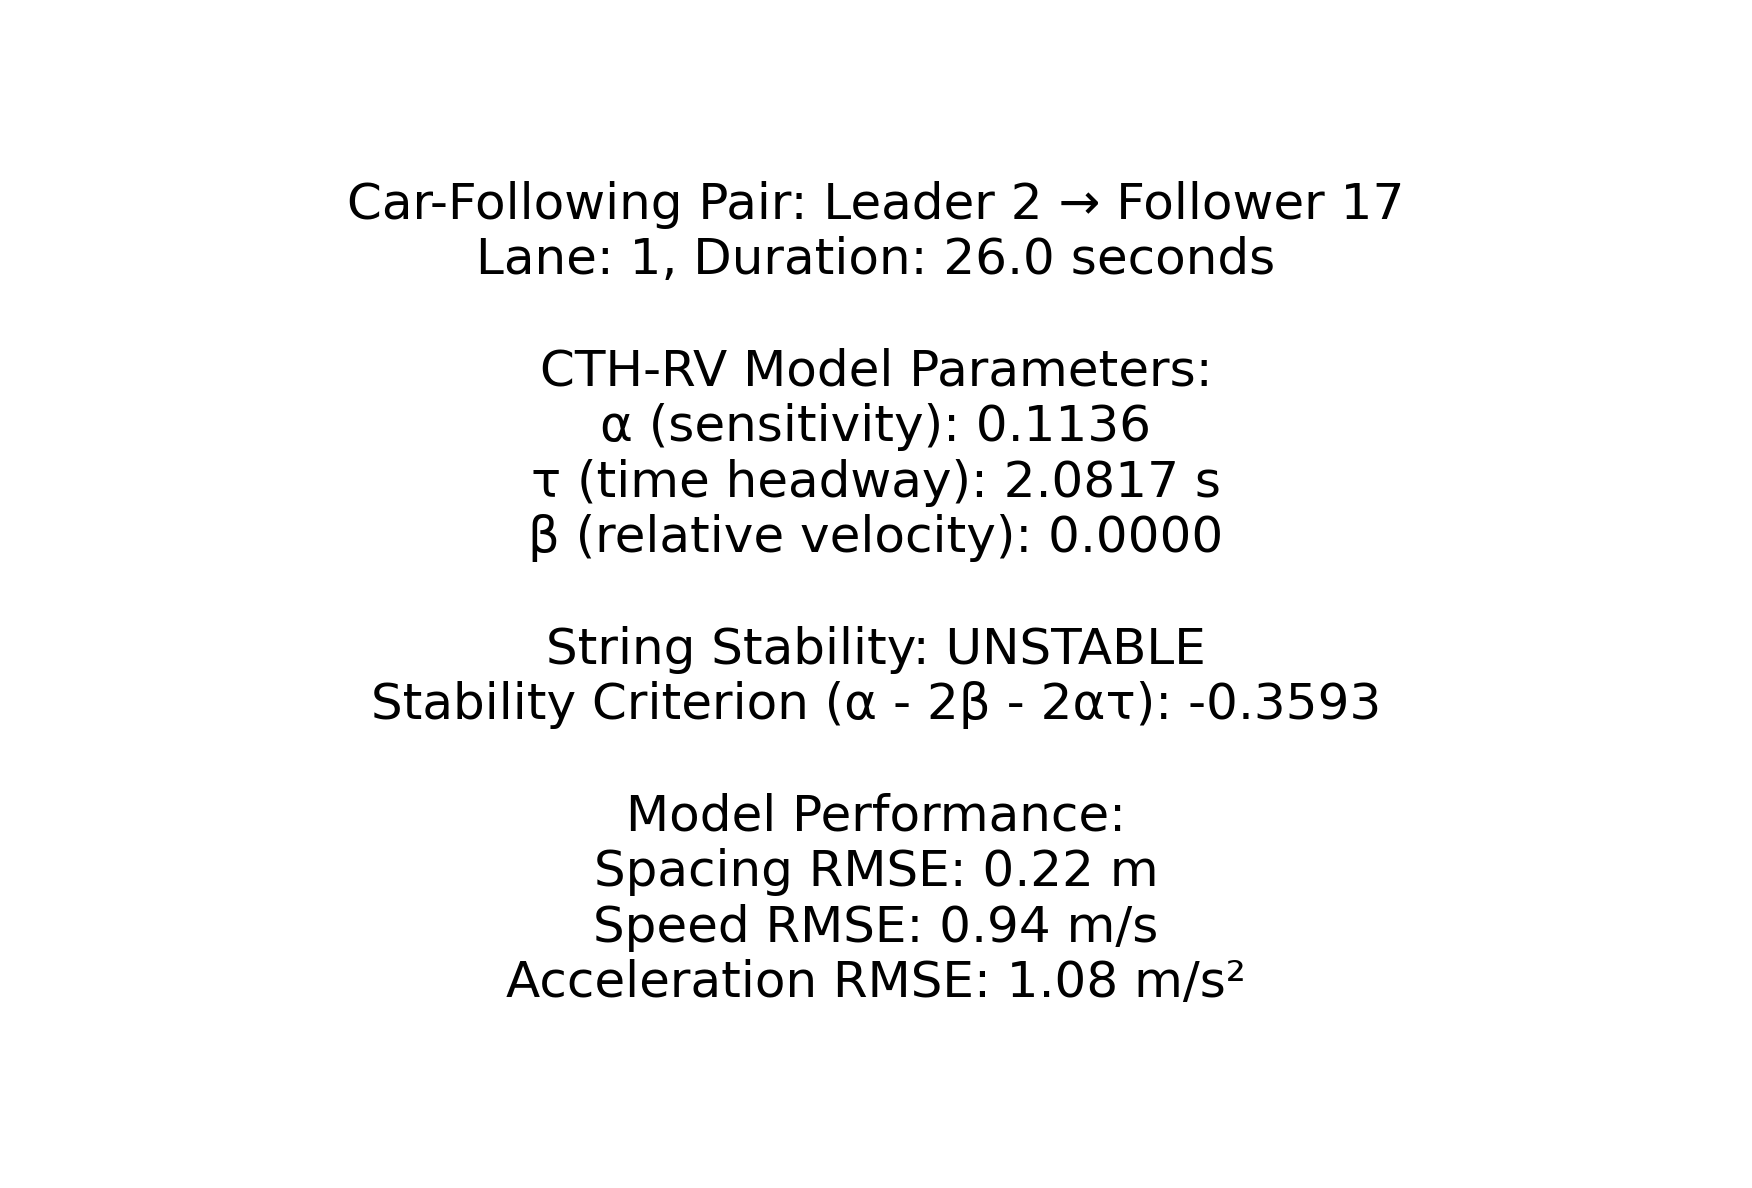 Car-Following Pair: Leader 2 → Follower 17
Lane: 1, Duration: 26.0 seconds
CTH-RV Model Parameters:
α (sensitivity): 0.1136
τ (time headway): 2.0817 s
β (relative velocity): 0.0000
String Stability: UNSTABLE
Stability Criterion (α - 2β - 2ατ): -0.3593
Model Performance:
Spacing RMSE: 0.22 m
Speed RMSE: 0.94 m/s
Acceleration RMSE: 1.08 m/s²